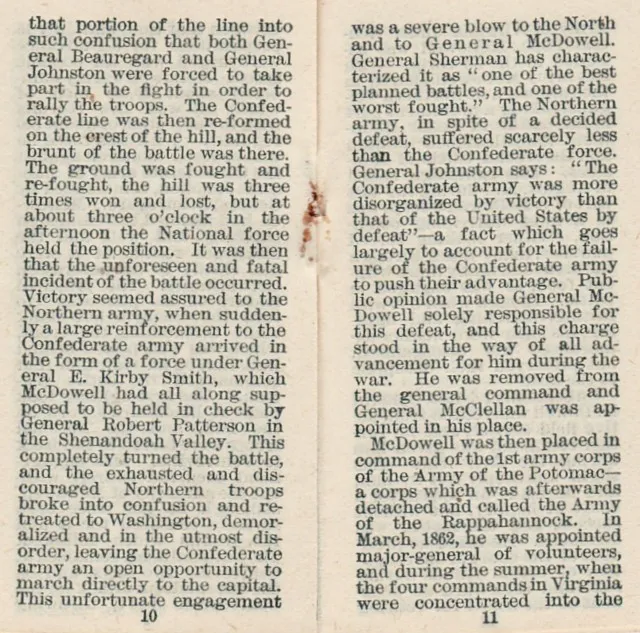 that portion of the line into
such confusion that both Gen-
eral Beauregard and General
Johnston were forced to take
part in the fight in order to
rally the troops. The Confed-
erate line was then re-formed
on the crest of the hill, and the
brunt of the battle was there.
The ground was fought and
re-fought, the hill was three
times won and lost, but at
about three o'clock in the
afternoon the National force
held the position. It was then
that the unforeseen and fatal
incident of the battle occurred.
Victory seemed assured to the
Northern army, when sudden-
ly a large reinforcement to the
Confederate army arrived in
the form of a force under Gen-
eral E. Kirby Smith, which
McDowell had all along sup-
posed to be held in check by
General Robert Patterson in
the Shenandoah Valley. This
completely turned the battle,
and the exhausted and dis-
couraged Northern troops
broke into confusion and re-
treated to Washington, demor-
alized and in the utmost dis-
order, leaving the Confederate
army an open opportunity to
march directly to the capital.
This unfortunate engagement
10
was a severe blow to the North
and to General McDowell.
General Sherman has charac-
terized it as "one of the best
planned battles, and one of the
worst fought." The Northern
army, in spite of a decided
defeat, suffered scarcely less
than the Confederate force.
General Johnston says: "The
Confederate army was more
disorganized by victory than
that of the United States by
defeat"—a fact which goes
largely to account for the fail-
ure of the Confederate army
to push their advantage. Pub-
lic opinion made General Mc-
Dowell solely responsible for
this defeat, and this charge
stood in the way of all ad-
vancement for him during the
war. He was removed from
the general command and
General McClellan was ap-
pointed in his place.
McDowell was then placed in
command of the 1st army corps
of the Army of the Potomac—
a corps which was afterwards
detached and called the Army
of the Rappahannock. In
March, 1862, he was appointed
major-general of volunteers,
and during the summer, when
the four commands in Virginia
were concentrated into the
11